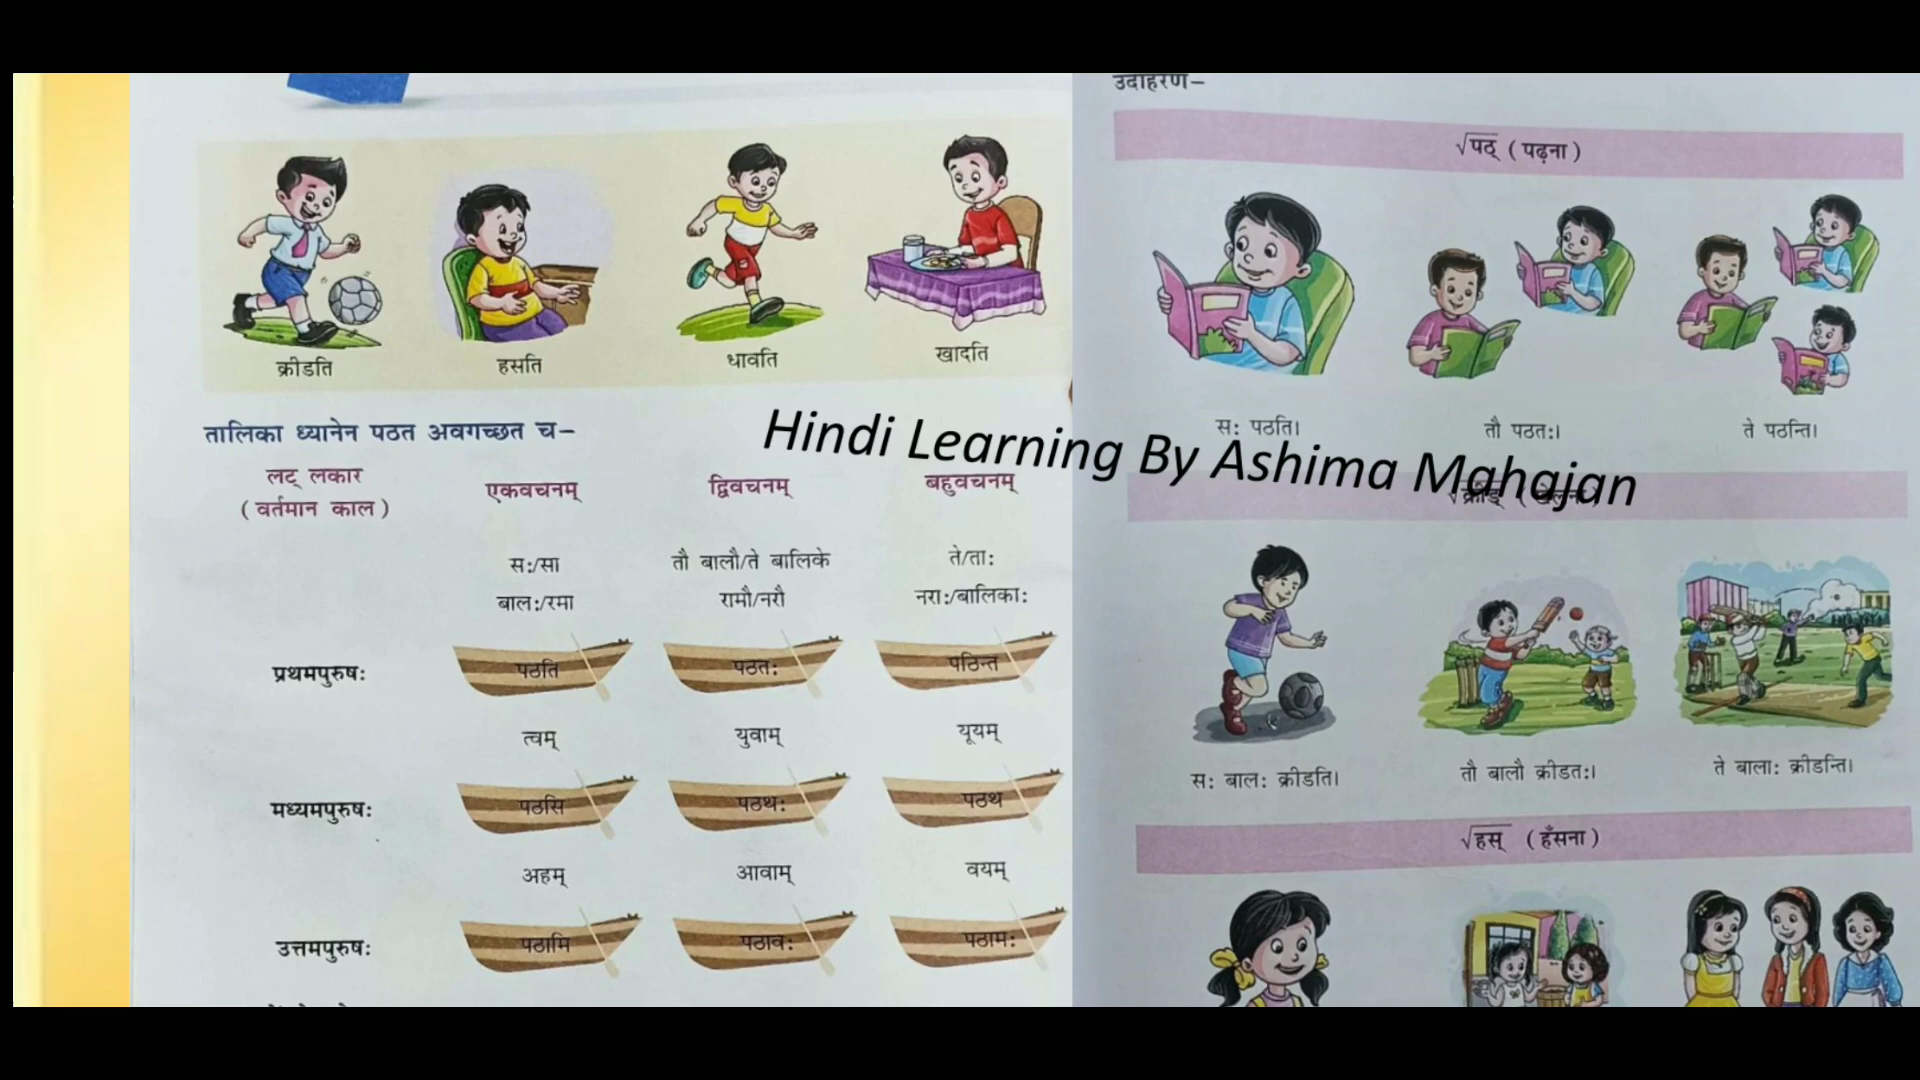 क्रीडति हसति धावति खादति
तालिका ध्यानेन पठत अवगच्छत च–
लट् लकार
(वर्तमान काल)
एकवचनम् द्विवचनम् बहुवचनम्
सः/सा तौ बालौ/ते बालिके ते/ताः
बालः/रमा रामौ/नरौ नराः/बालिकाः
प्रथमपुरुषः पठति पठतः पठिन्त
त्वम् युवाम् यूयम्
मध्यमपुरुषः पठसि पठथः पठथ
अहम् आवाम् वयम्
उत्तमपुरुषः पठामि पठावः पठामः
Hindi Learning By Ashima Mahajan
उदाहरण–
√पठ् (पढ़ना)
सः पठति। तौ पठतः। ते पठन्ति।
√क्रीड् (खेलना)
सः बालः क्रीडति। तौ बालौ क्रीडतः। ते बालाः क्रीडन्ति।
√हस् (हँसना)